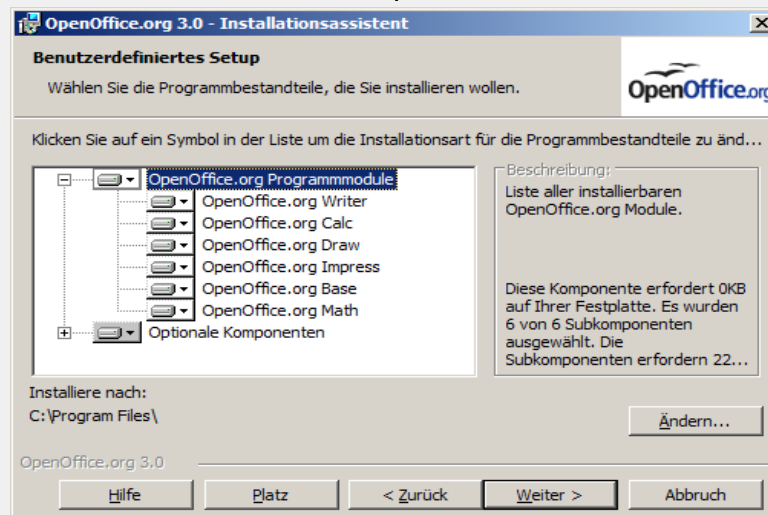 OpenOffice.org 3.0 - Installationsassistent
Benutzerdefiniertes Setup
Wählen Sie die Programmbestandteile, die Sie installieren wollen.
OpenOffice.org
Klicken Sie auf ein Symbol in der Liste um die Installationsart für die Programmbestandteile zu änd...
OpenOffice.org Programmmodule
OpenOffice.org Writer
OpenOffice.org Calc
OpenOffice.org Draw
OpenOffice.org Impress
OpenOffice.org Base
OpenOffice.org Math
Optionale Komponenten
Beschreibung:
Liste aller installierbaren
OpenOffice.org Module.
Diese Komponente erfordert 0KB
auf Ihrer Festplatte. Es wurden
6 von 6 Subkomponenten
ausgewählt. Die
Subkomponenten erfordern 22...
Installiere nach:
C:\Program Files\
Ändern...
OpenOffice.org 3.0
Hilfe
Platz
< Zurück
Weiter >
Abbruch